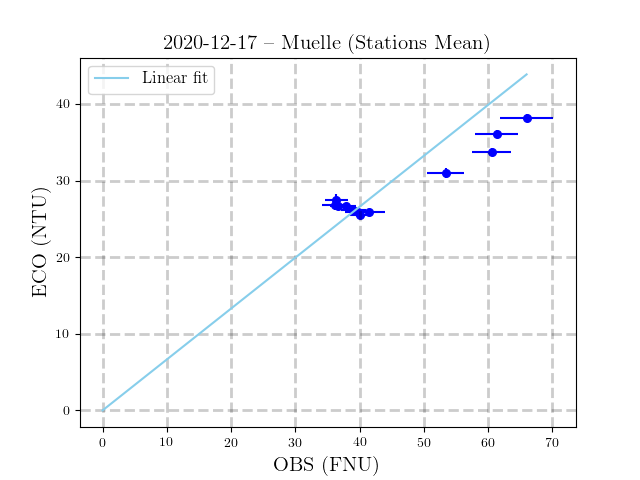 2020-12-17 – Muelle (Stations Mean)
Linear fit
ECO (NTU)
40
30
20
10
0
0 10 20 30 40 50 60 70
OBS (FNU)